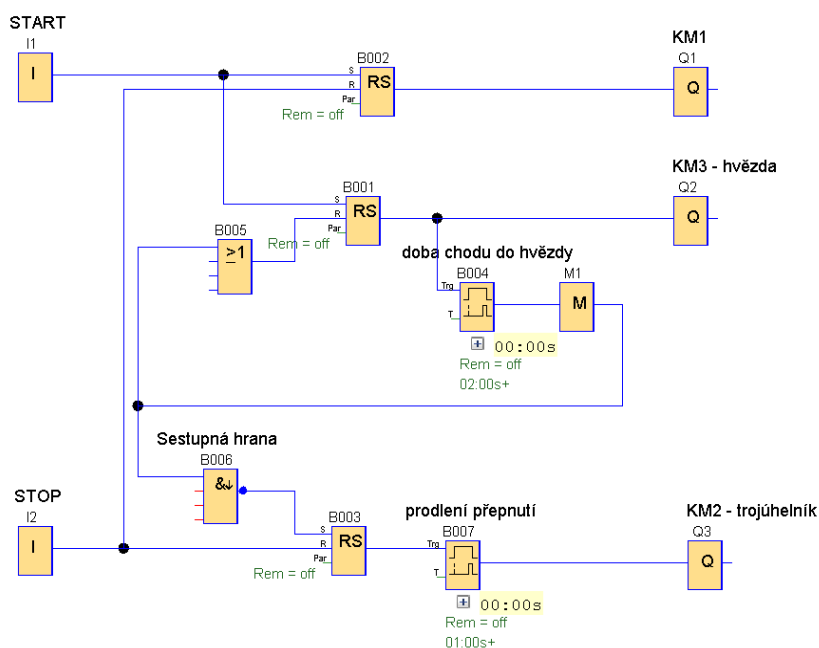 START
I1
I
B002
S
R
Par
RS
Rem = off
KM1
Q1
Q
B001
S
R
Par
RS
Rem = off
KM3 - hvězda
Q2
Q
B005
≥1
doba chodu do hvězdy
B004
Trg
T
00:00s
Rem = off
02:00s+
M1
M
Sestupná hrana
B006
&↓
STOP
I2
I
B003
S
R
Par
RS
Rem = off
prodlení přepnutí
B007
Trg
T
00:00s
Rem = off
01:00s+
KM2 - trojúhelník
Q3
Q